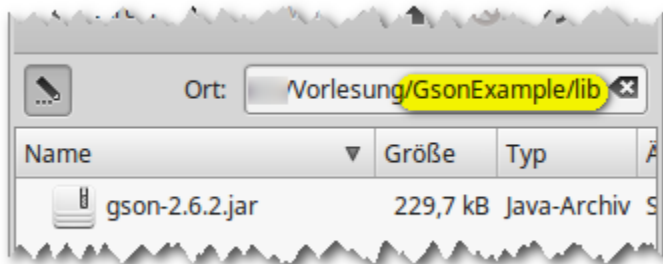 Ort: /Vorlesung/GsonExample/lib
Name Größe Typ
gson-2.6.2.jar 229,7 kB Java-Archiv